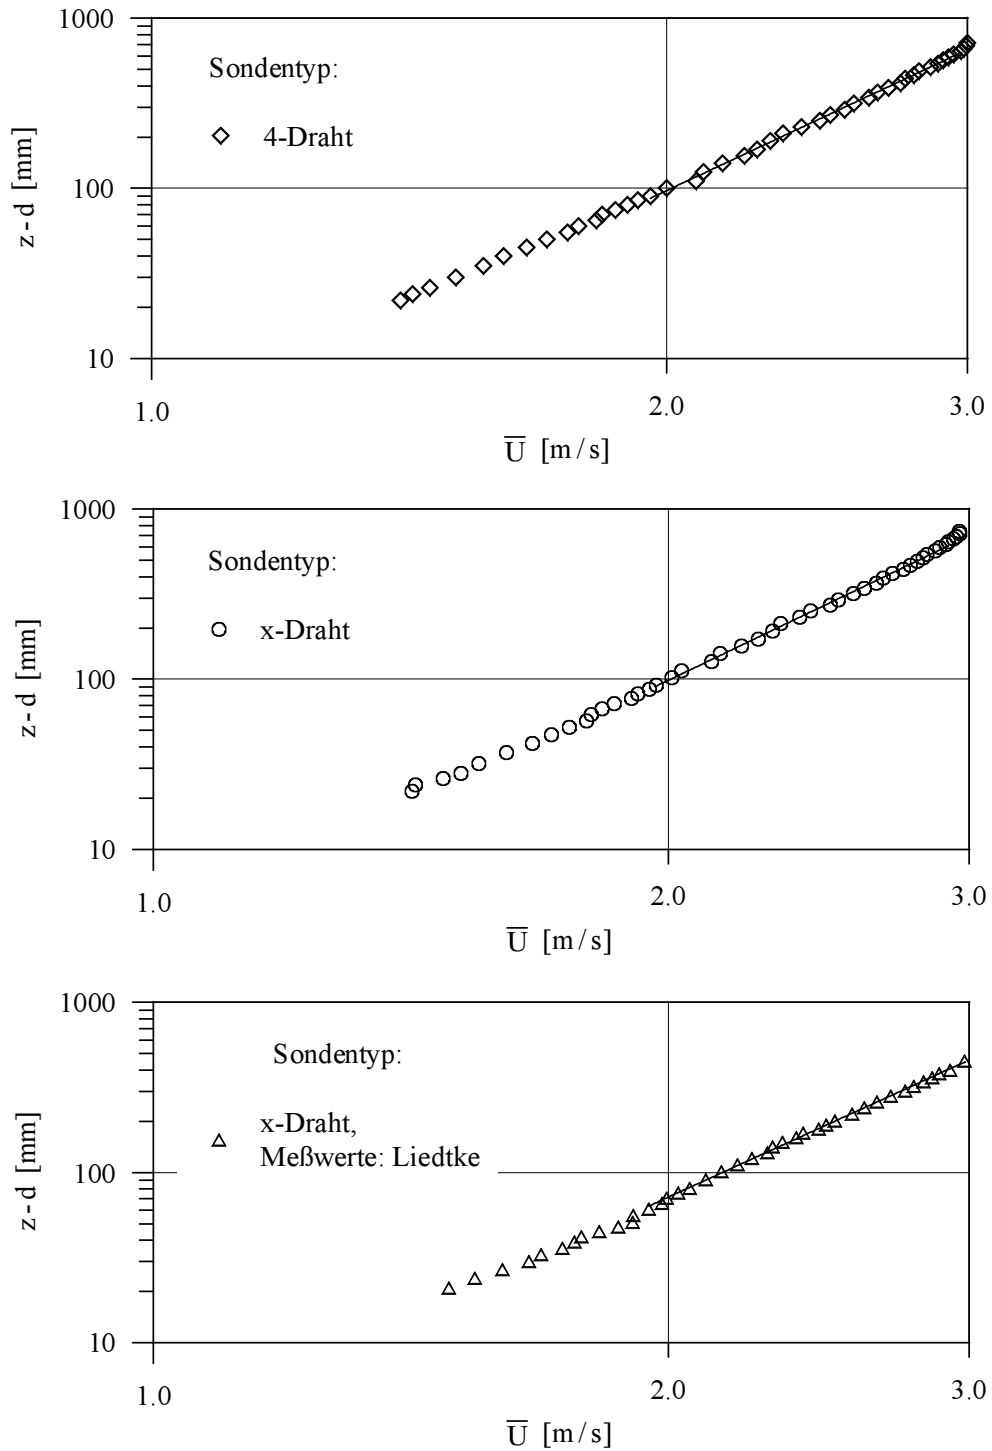 1000
Sondentyp:
4-Draht
100
10
z - d [mm]
1.0
2.0
3.0
U [m / s]
1000
Sondentyp:
x-Draht
100
10
z - d [mm]
1.0
2.0
3.0
U [m / s]
1000
Sondentyp:
x-Draht,
Meßwerte: Liedtke
100
10
z - d [mm]
1.0
2.0
3.0
U [m / s]